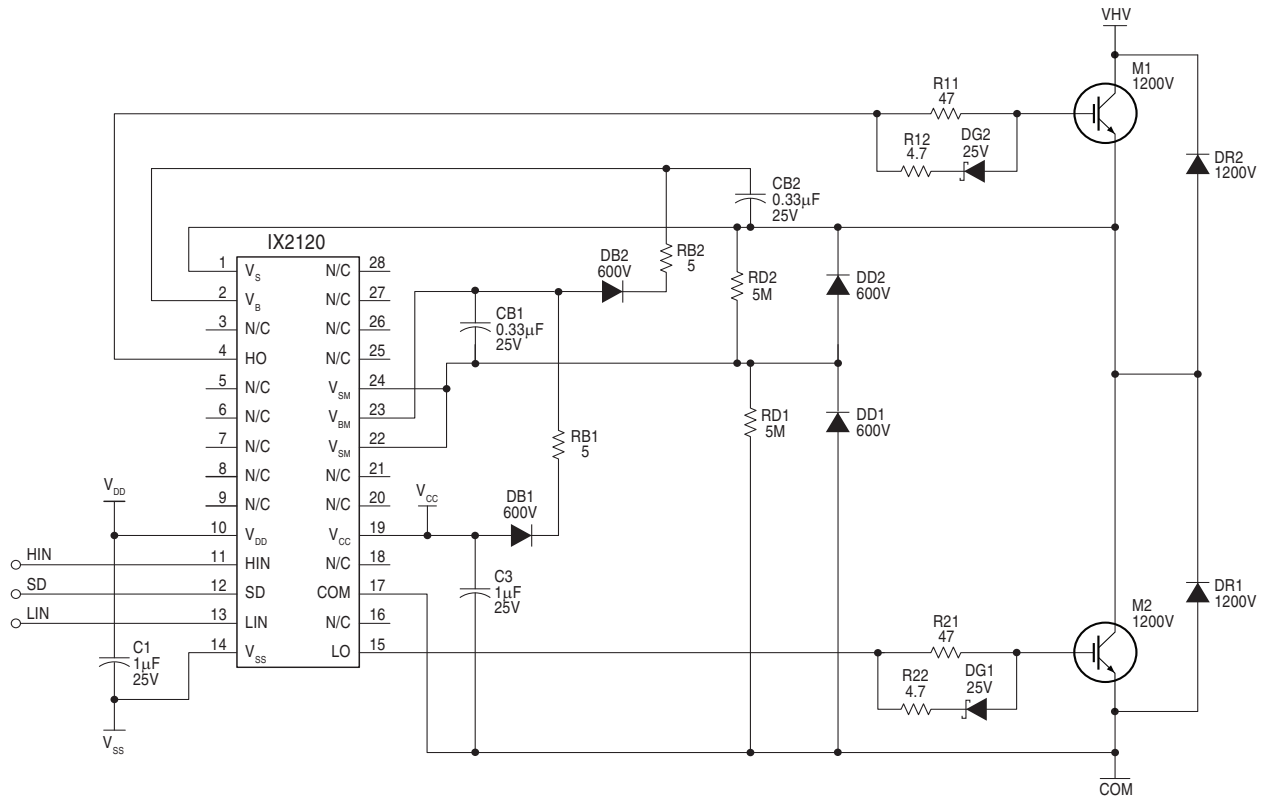 VHV
M1
1200V
R11
47
R12
4.7
DG2
25V
DR2
1200V
CB2
0.33µF
25V
IX2120
DB2
600V
RB2
5
RD2
5M
DD2
600V
CB1
0.33µF
25V
1 VS N/C 28
2 VB N/C 27
3 N/C N/C 26
4 HO N/C 25
5 N/C VSM 24
6 N/C VBM 23
7 N/C VSM 22
8 N/C N/C 21
9 N/C N/C 20
10 VDD VCC 19
11 HIN N/C 18
12 SD COM 17
13 LIN N/C 16
14 VSS LO 15
RB1
5
RD1
5M
DD1
600V
VDD
VCC
DB1
600V
HIN
SD
LIN
C3
1µF
25V
C1
1µF
25V
VSS
R21
47
R22
4.7
DG1
25V
M2
1200V
DR1
1200V
COM